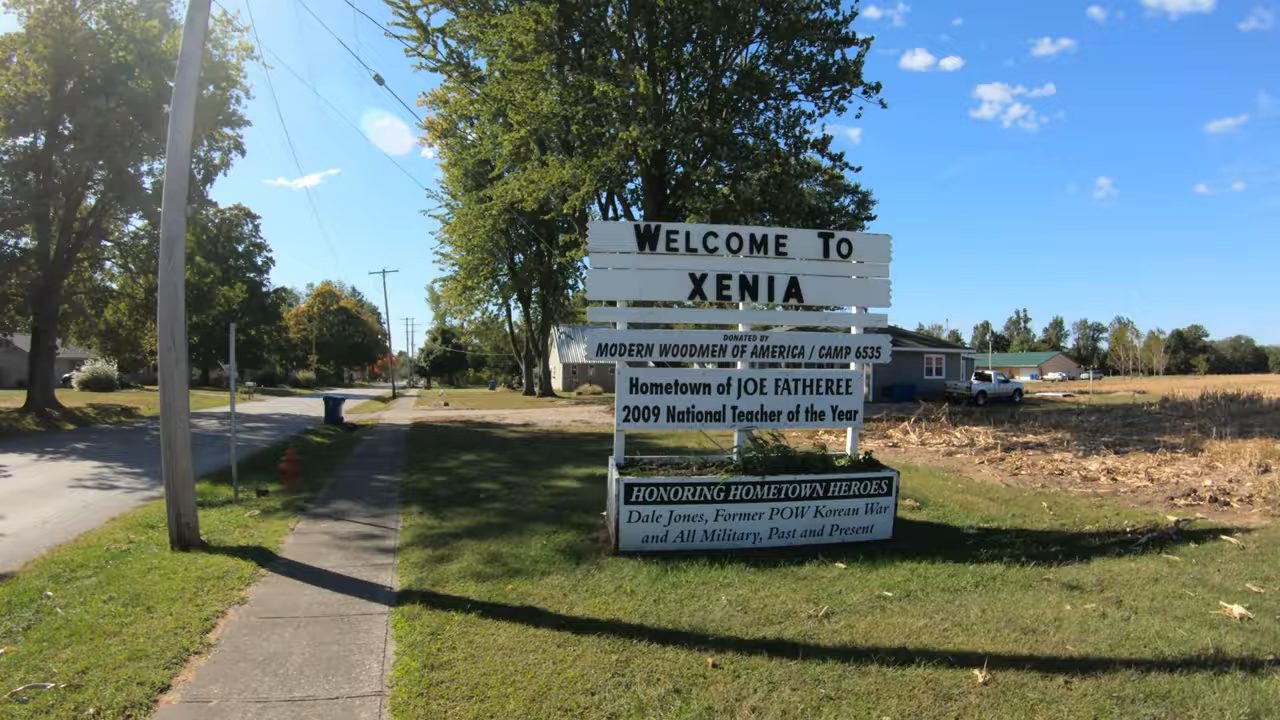 WELCOME TO
XENIA
DONATED BY
MODERN WOODMEN OF AMERICA / CAMP 6535
Hometown of JOE FATHEREE
2009 National Teacher of the Year
HONORING HOMETOWN HEROES
Dale Jones, Former POW Korean War
and All Military, Past and Present